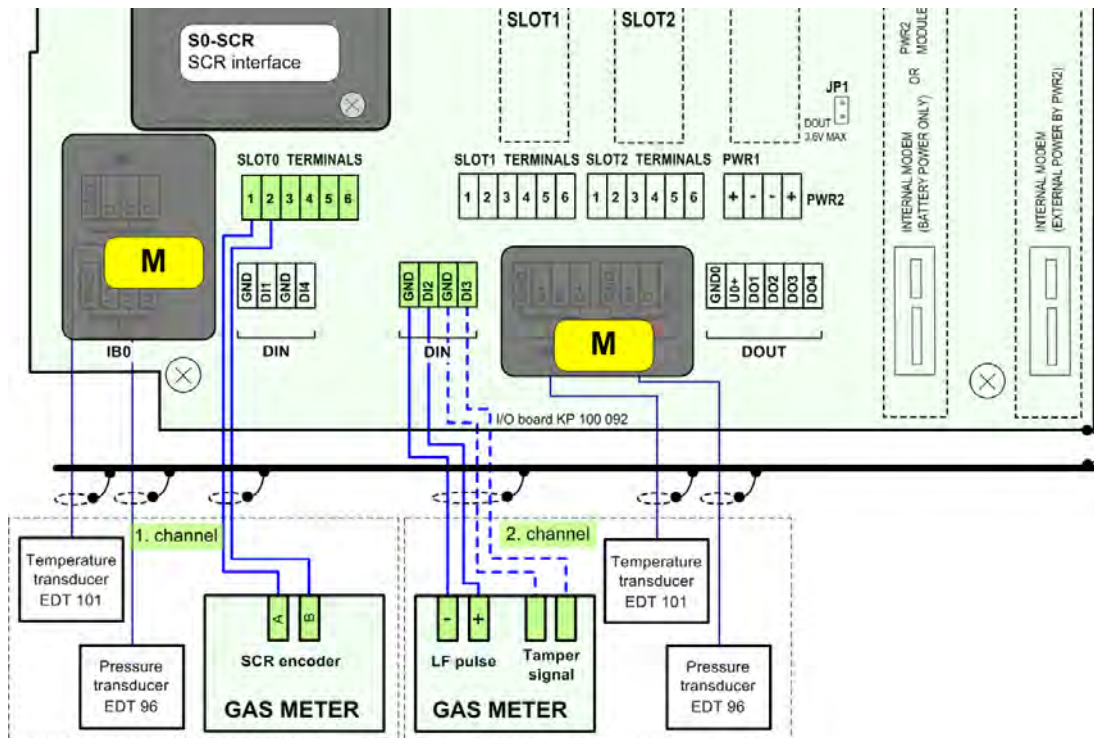 S0-SCR
SCR interface
SLOT1
SLOT2
JP1
DOUT
3.6V MAX
PWR2
MODULE
OR
INTERNAL MODEM
(BATTERY POWER ONLY)
INTERNAL MODEM
(EXTERNAL POWER BY PWR2)
SLOT0 TERMINALS
1 2 3 4 5 6
SLOT1 TERMINALS
1 2 3 4 5 6
SLOT2 TERMINALS
1 2 3 4 5 6
PWR1
+ - - +
PWR2
M
IB0
GND DI1 GND DI4
DIN
GND DI2 GND DI3
DIN
M
GND0 U0+ DO1 DO2 DO3 DO4
DOUT
I/O board KP 100 092
1. channel
2. channel
Temperature
transducer
EDT 101
Pressure
transducer
EDT 96
A B
SCR encoder
GAS METER
- +
LF pulse
Tamper
signal
GAS METER
Temperature
transducer
EDT 101
Pressure
transducer
EDT 96